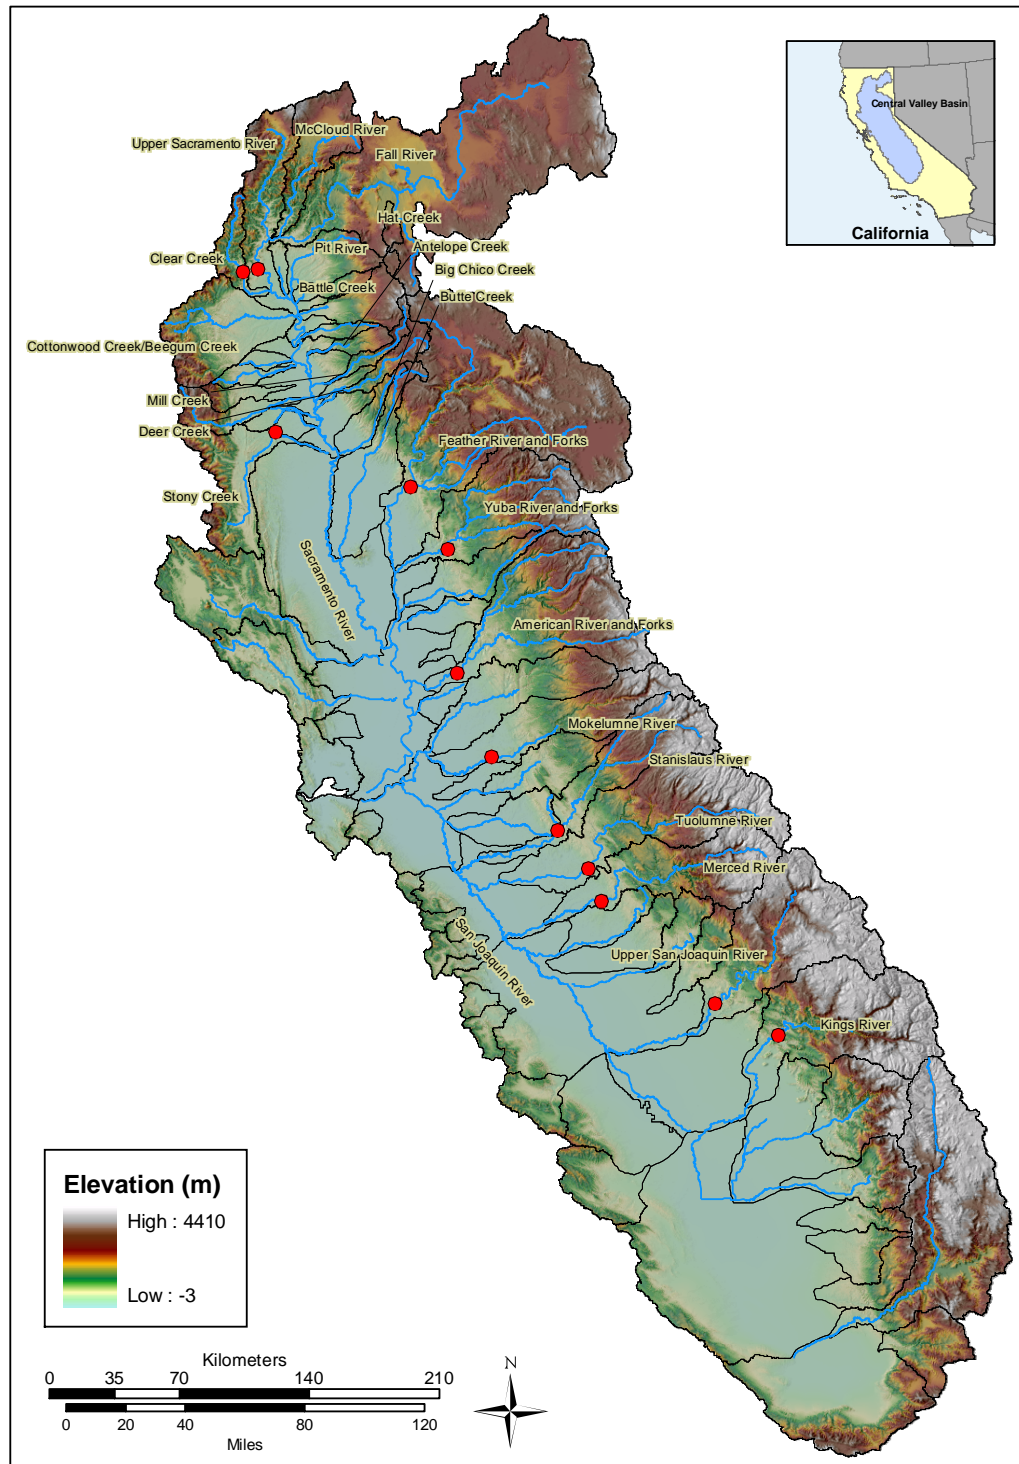 Central Valley Basin
California
McCloud River
Upper Sacramento River
Fall River
Hat Creek
Pit River
Antelope Creek
Clear Creek
Big Chico Creek
Battle Creek
Butte Creek
Cottonwood Creek/Beegum Creek
Mill Creek
Deer Creek
Feather River and Forks
Stony Creek
Yuba River and Forks
Sacramento River
American River and Forks
Mokelumne River
Stanislaus River
Tuolumne River
Merced River
San Joaquin River
Upper San Joaquin River
Kings River
Elevation (m)
High : 4410
Low : -3
Kilometers
0 35 70 140 210
0 20 40 80 120
Miles
N